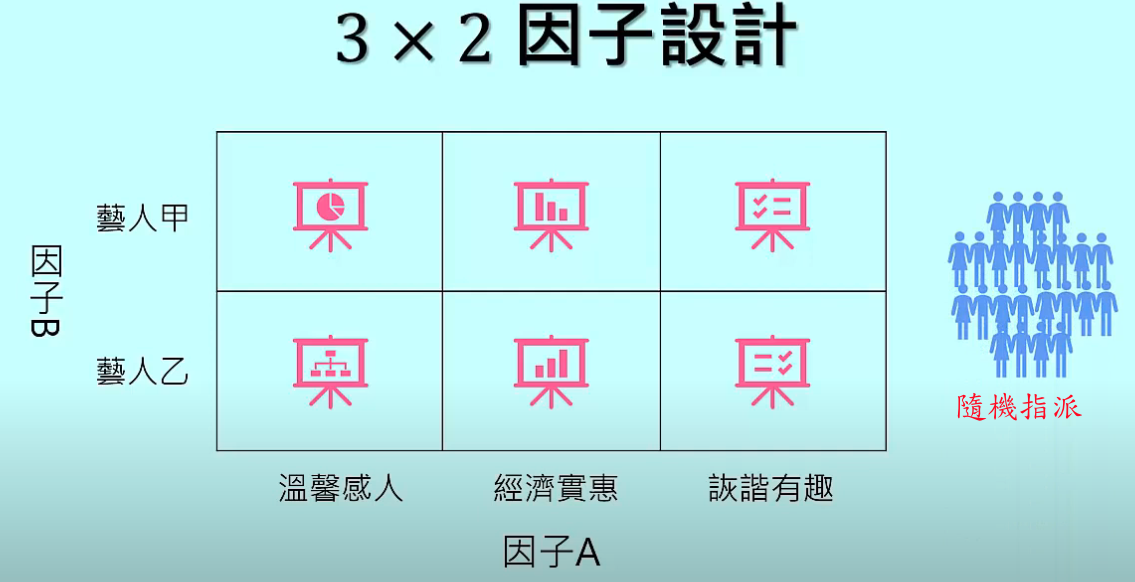 3 × 2 因子設計
因子B
藝人甲
藝人乙
隨機指派
溫馨感人
經濟實惠
詼諧有趣
因子A